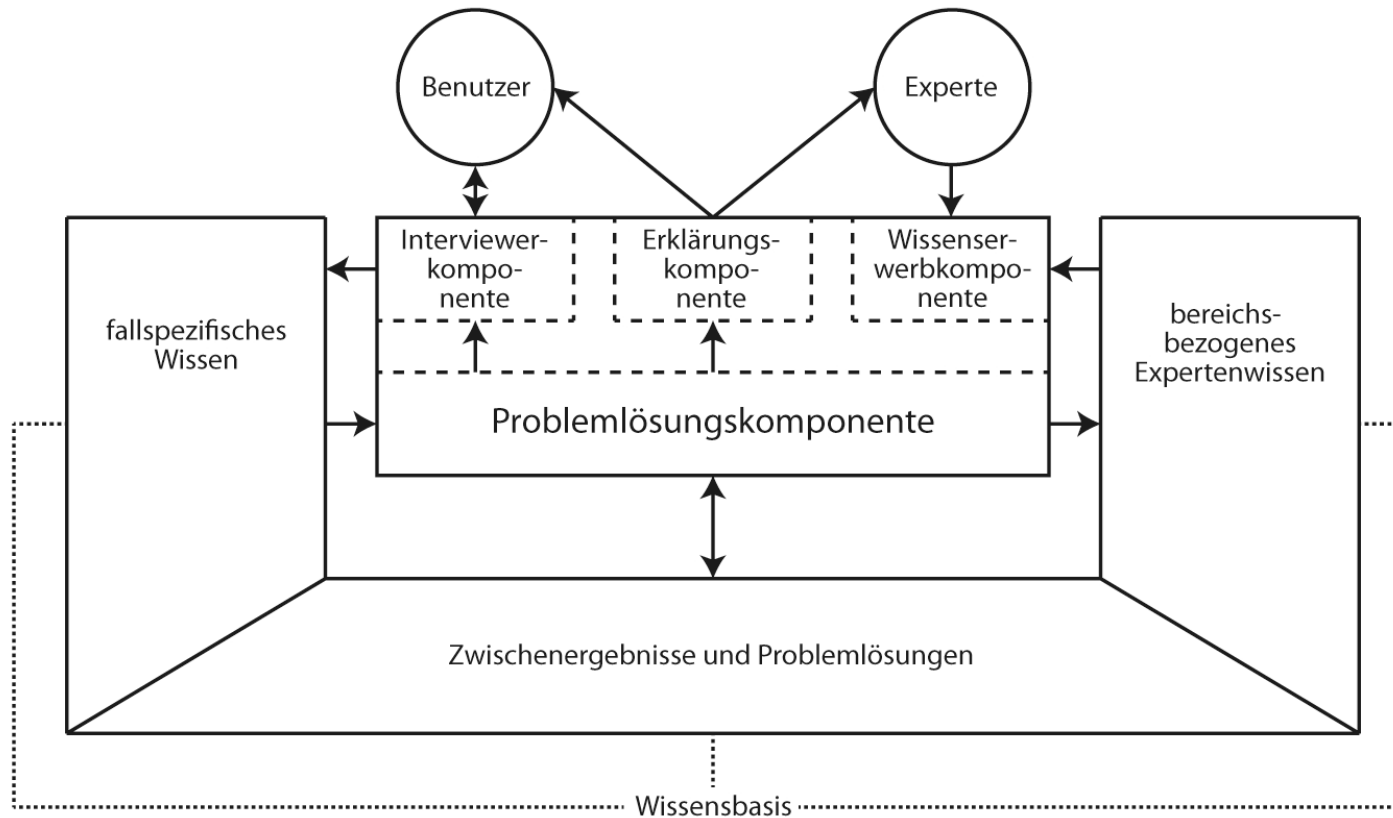 Benutzer
Experte
Interviewer-
kompo-
nente
Erklärungs-
kompo-
nente
Wissenser-
werbkompo-
nente
fallspezifisches
Wissen
bereichs-
bezogenes
Expertenwissen
Problemlösungskomponente
Zwischenergebnisse und Problemlösungen
Wissensbasis